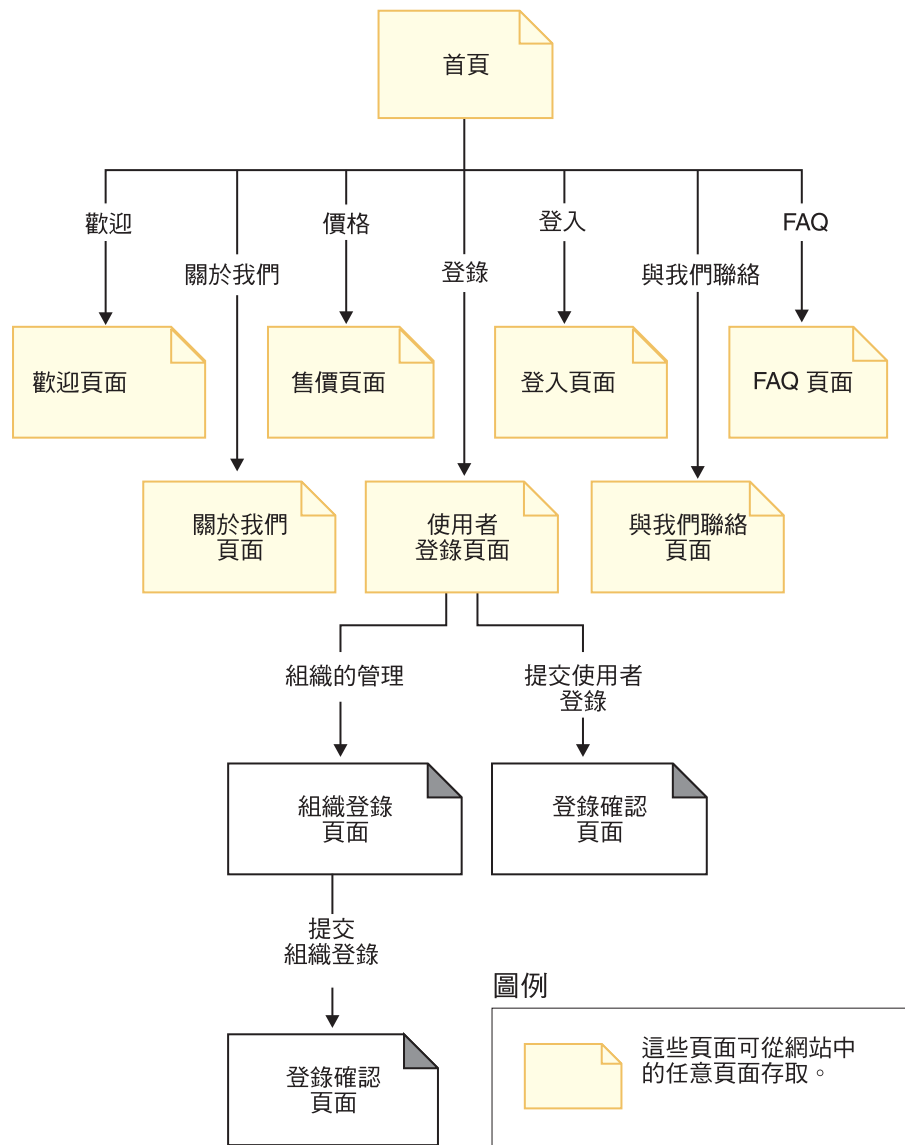 首頁
歡迎
價格
登入
FAQ
關於我們
登錄
與我們聯絡
歡迎頁面
售價頁面
登入頁面
FAQ 頁面
關於我們
頁面
使用者
登錄頁面
與我們聯絡
頁面
組織的管理
提交使用者
登錄
組織登錄
頁面
登錄確認
頁面
提交
組織登錄
圖例
登錄確認
頁面
這些頁面可從網站中
的任意頁面存取。